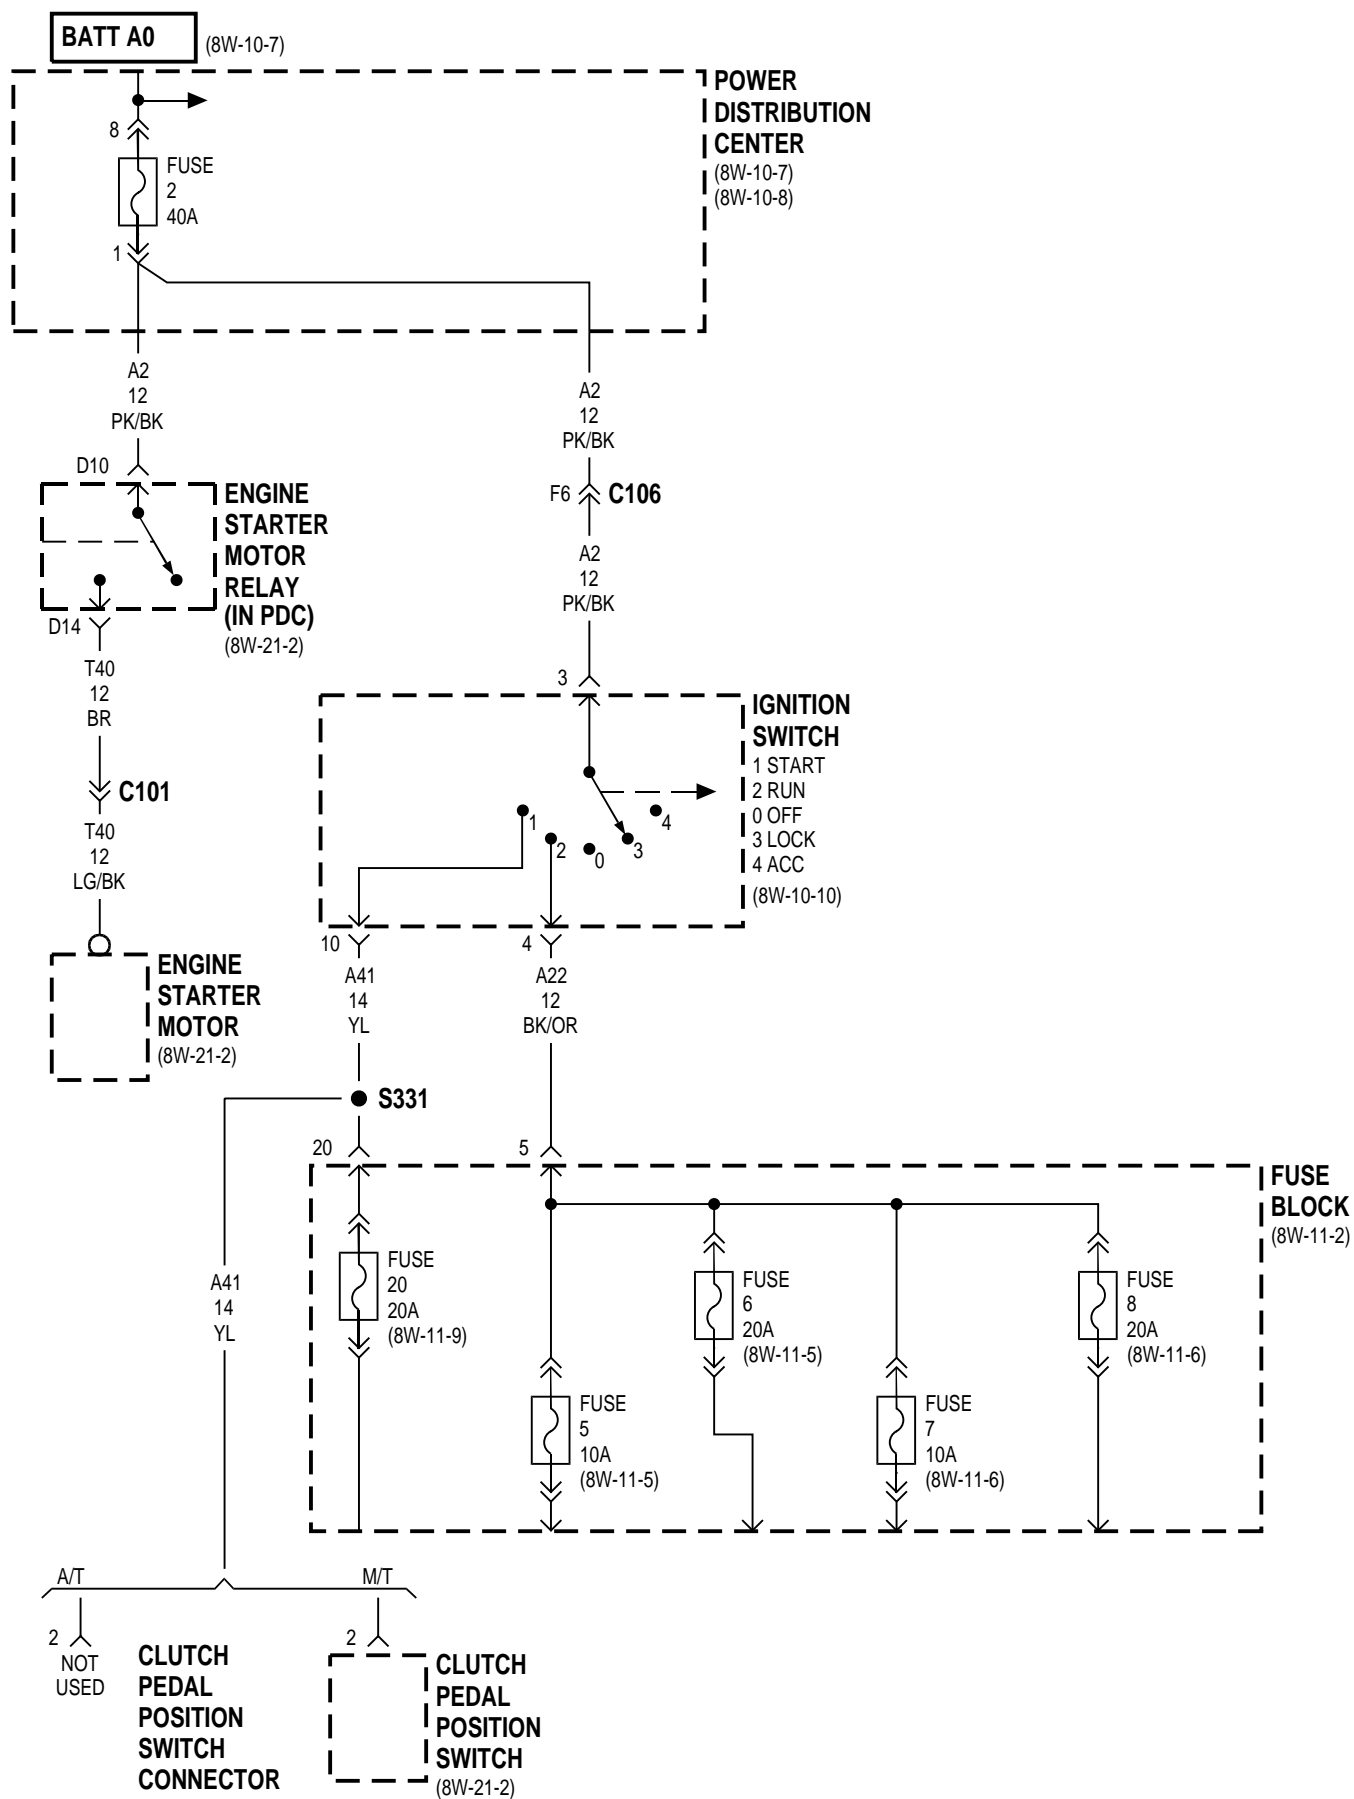 BATT A0
(8W-10-7)
POWER
DISTRIBUTION
CENTER
(8W-10-7)
(8W-10-8)
8
FUSE
2
40A
1
A2
12
PK/BK
A2
12
PK/BK
D10
ENGINE
STARTER
MOTOR
RELAY
(IN PDC)
(8W-21-2)
F6
C106
A2
12
PK/BK
D14
T40
12
BR
C101
T40
12
LG/BK
ENGINE
STARTER
MOTOR
(8W-21-2)
3
IGNITION
SWITCH
1 START
2 RUN
0 OFF
3 LOCK
4 ACC
(8W-10-10)
1
2
0
3
4
10
4
A41
14
YL
A22
12
BK/OR
S331
20
5
FUSE
BLOCK
(8W-11-2)
FUSE
20
20A
(8W-11-9)
FUSE
5
10A
(8W-11-5)
FUSE
6
20A
(8W-11-5)
FUSE
7
10A
(8W-11-6)
FUSE
8
20A
(8W-11-6)
A41
14
YL
A/T
M/T
2
NOT
USED
CLUTCH
PEDAL
POSITION
SWITCH
CONNECTOR
2
CLUTCH
PEDAL
POSITION
SWITCH
(8W-21-2)